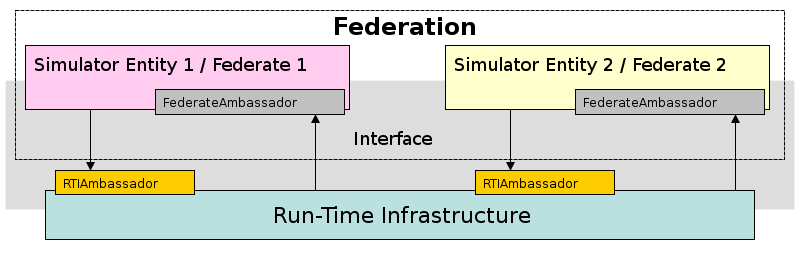 Federation
Simulator Entity 1 / Federate 1
Simulator Entity 2 / Federate 2
FederateAmbassador
FederateAmbassador
Interface
RTIAmbassador
RTIAmbassador
Run-Time Infrastructure